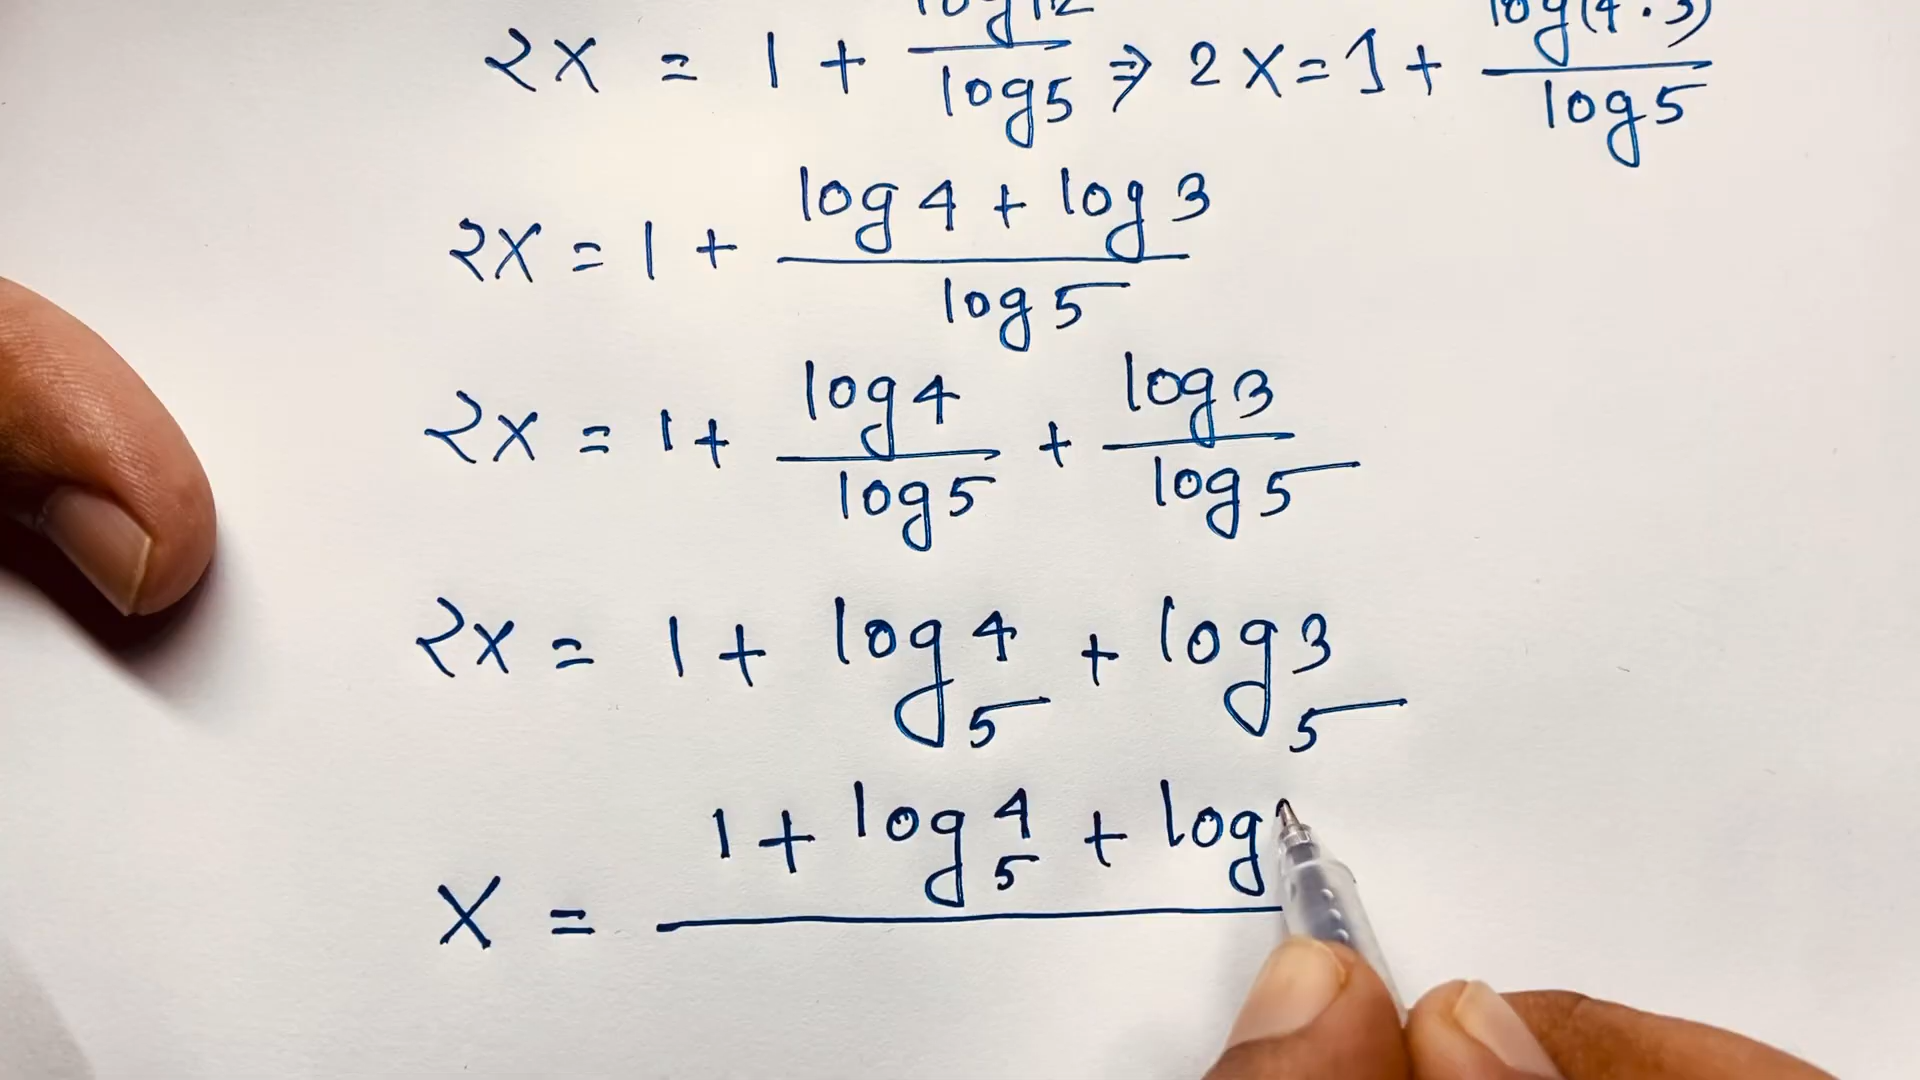 2x = 1 + log12/log5 ⇒ 2x = 1 + log(4·3)/log5
2x = 1 + (log4 + log3)/log5
2x = 1 + log4/log5 + log3/log5
2x = 1 + log₅4 + log₅3
x = 1 + log₅4 + log